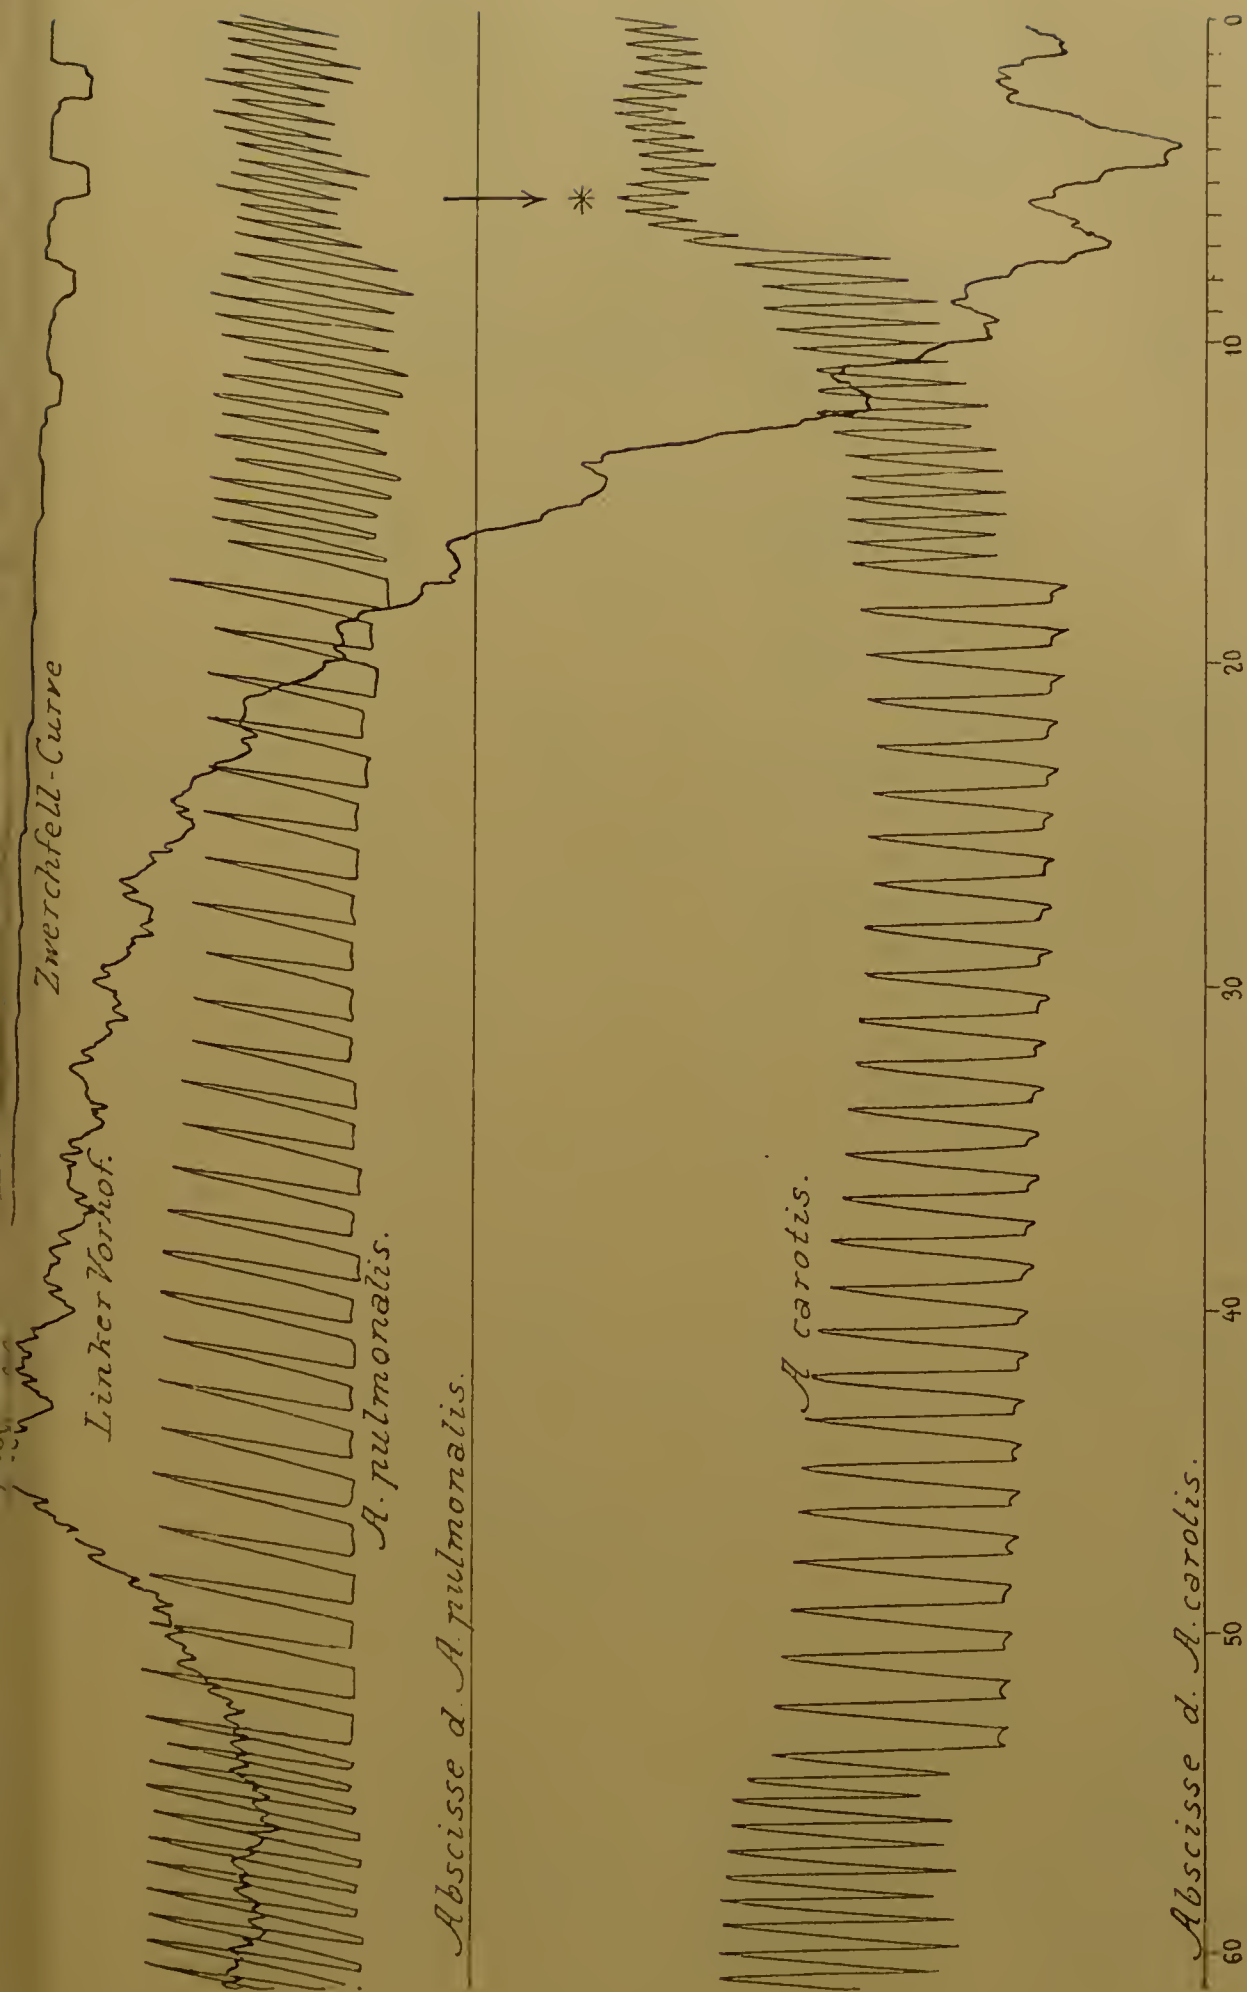 Zwerchfell-Curve
Linker Vorhof.
A. pulmonalis.
Abscisse d. A. pulmonalis.
*
A carotis.
Abscisse d. A. carotis.
60 50 40 30 20 10 0